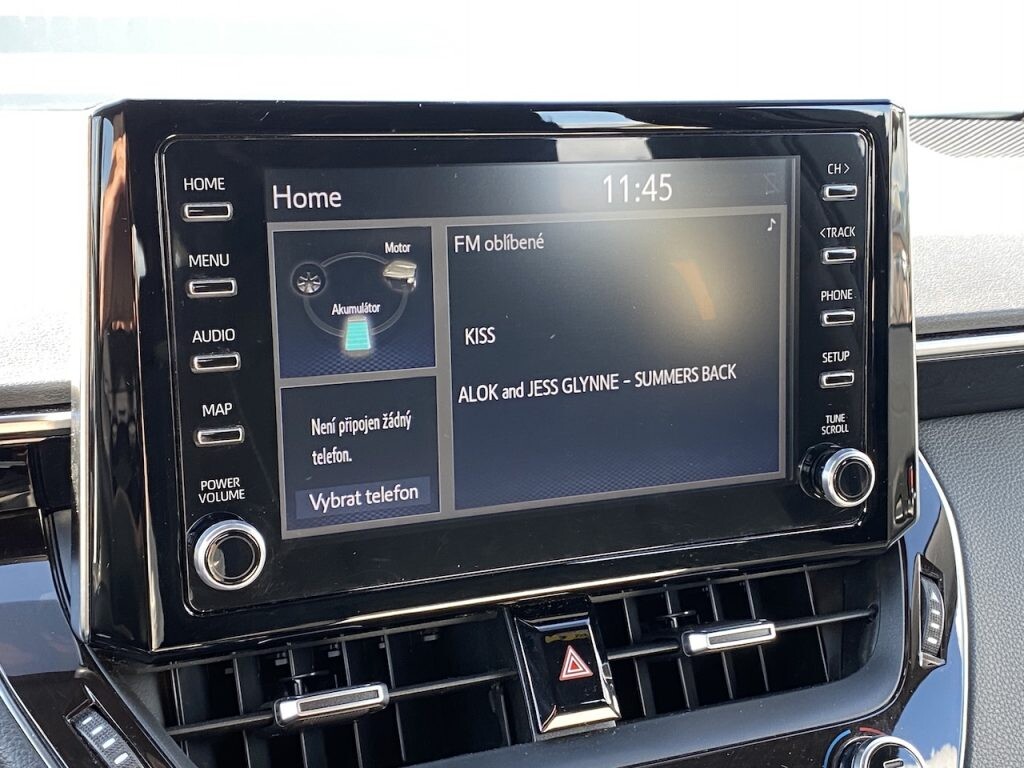 HOME
MENU
AUDIO
MAP
POWER
VOLUME
Home
11:45
Motor
Akumulátor
Není připojen žádný
telefon.
Vybrat telefon
FM oblíbené
KISS
ALOK and JESS GLYNNE – SUMMERS BACK
CH >
< TRACK
PHONE
SETUP
TUNE
SCROLL